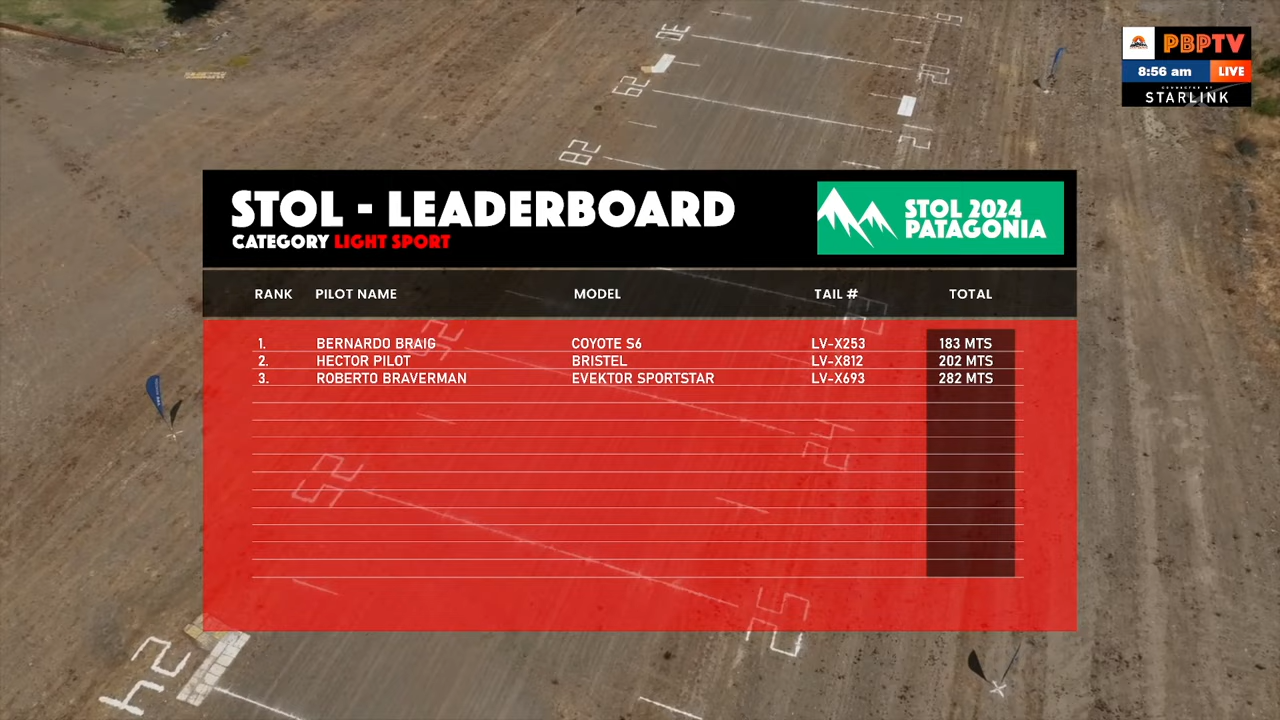 PBPTV
8:56 am LIVE
STARLINK
STOL - LEADERBOARD
CATEGORY LIGHT SPORT
STOL 2024
PATAGONIA
RANK PILOT NAME MODEL TAIL # TOTAL
1. BERNARDO BRAIG COYOTE S6 LV-X253 183 MTS
2. HECTOR PILOT BRISTEL LV-X812 202 MTS
3. ROBERTO BRAVERMAN EVEKTOR SPORTSTAR LV-X693 282 MTS